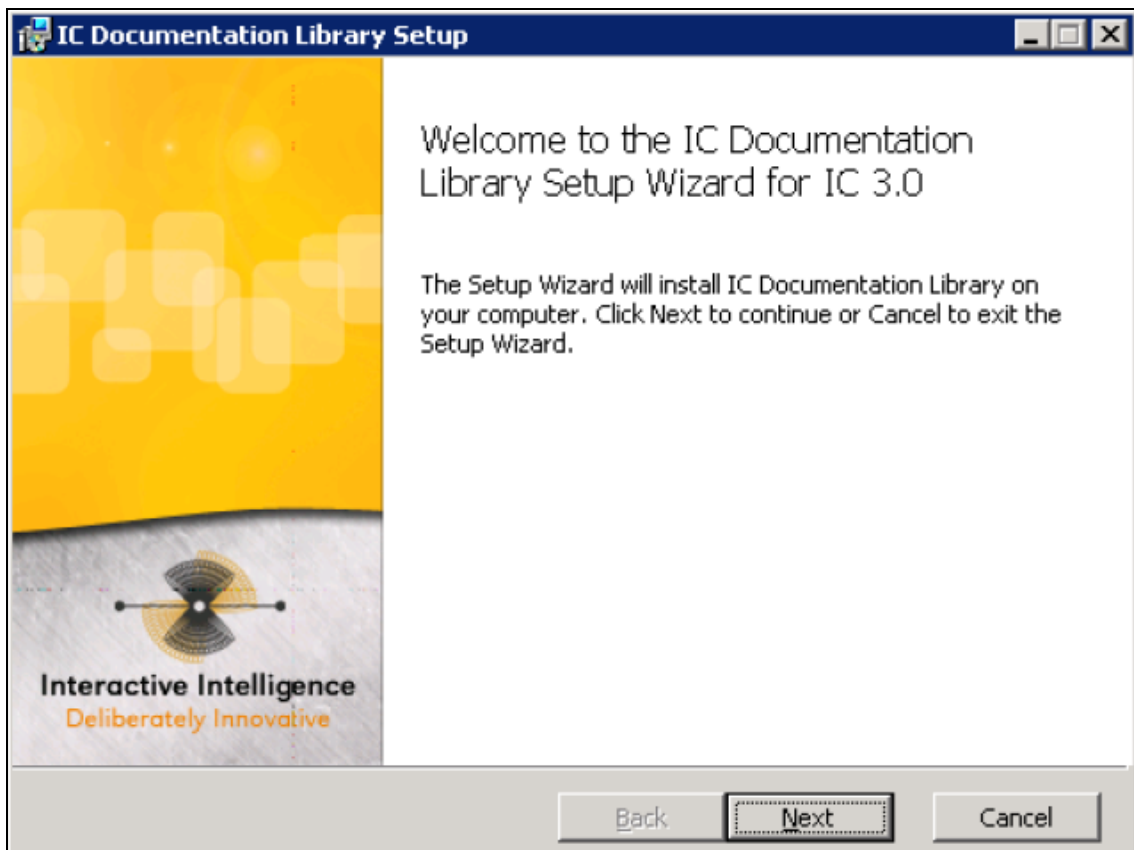 IC Documentation Library Setup
Welcome to the IC Documentation
Library Setup Wizard for IC 3.0
The Setup Wizard will install IC Documentation Library on
your computer. Click Next to continue or Cancel to exit the
Setup Wizard.
Interactive Intelligence
Deliberately Innovative
Back Next Cancel